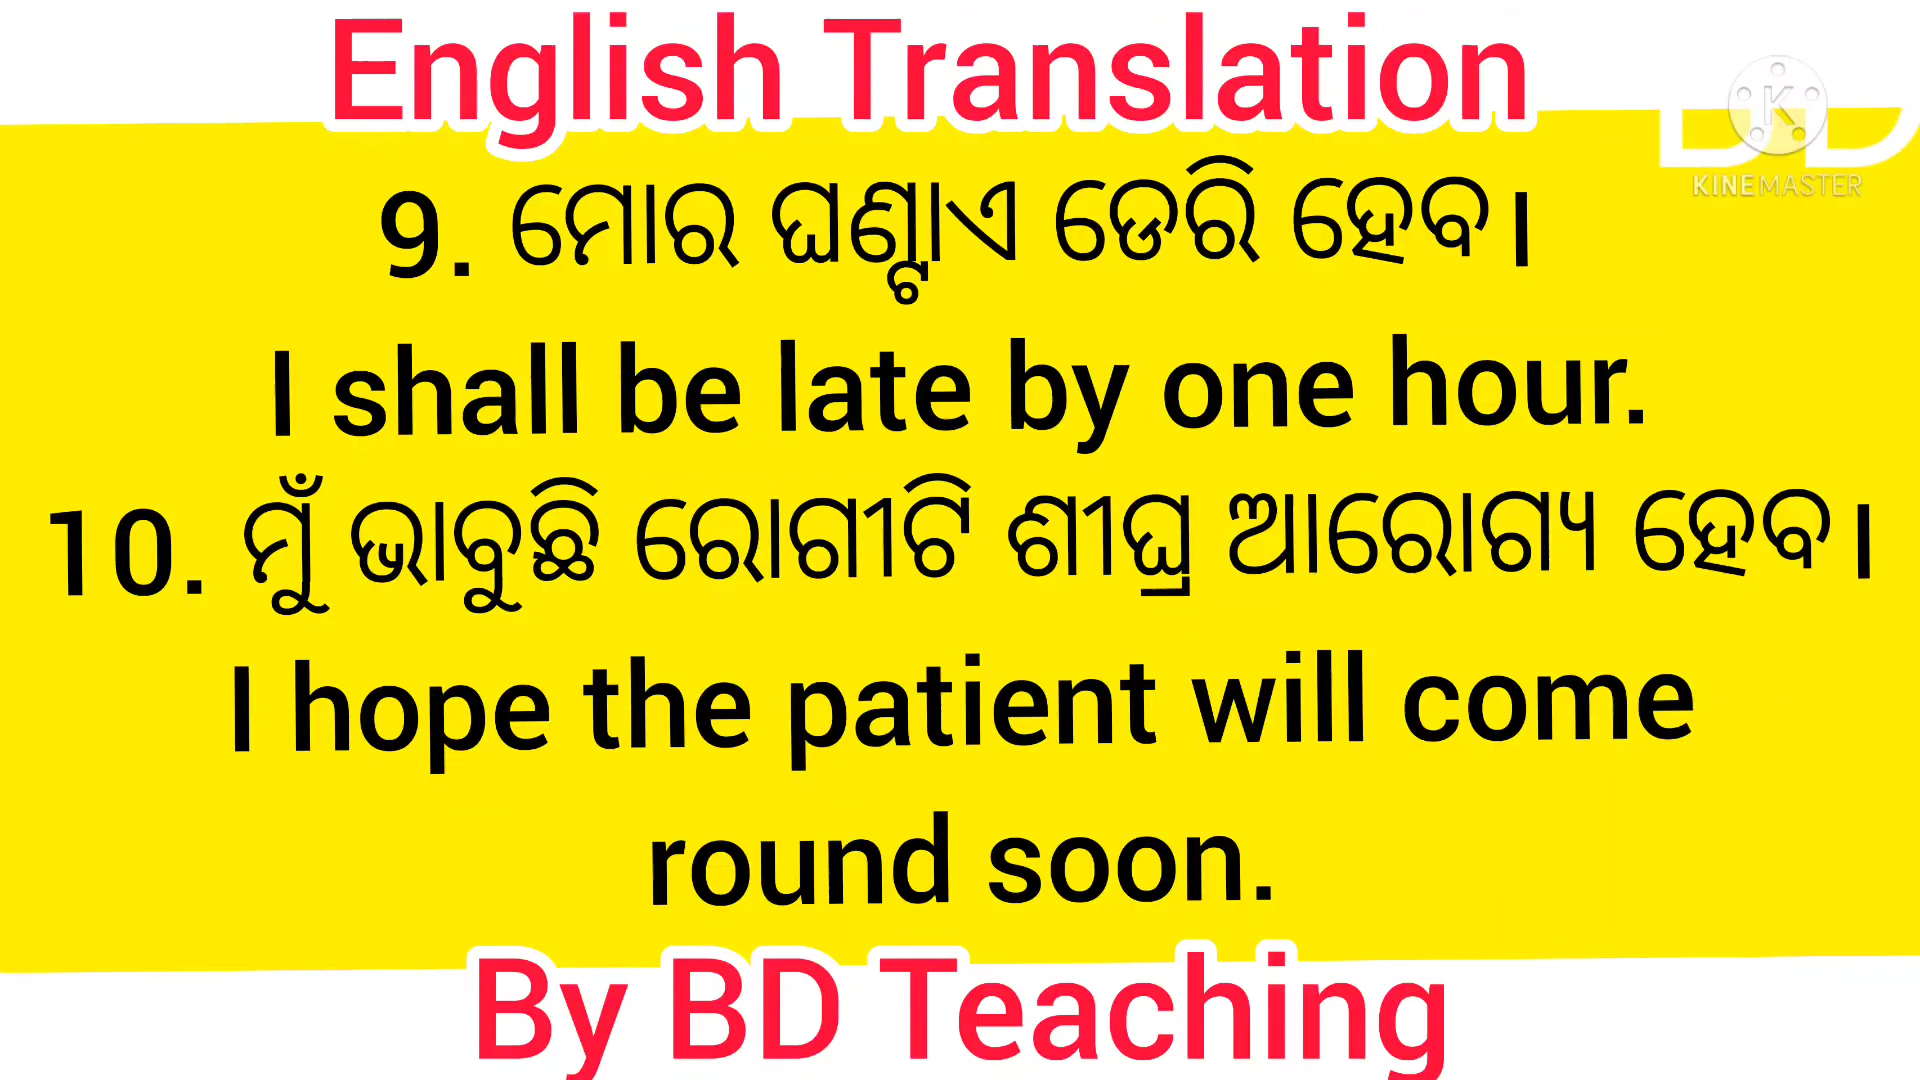 English Translation
KINEMASTER
9. ମୋର ଘଣ୍ଟାଏ ଡେରି ହେବ।
I shall be late by one hour.
10. ମୁଁ ଭାବୁଛି ରୋଗୀଟି ଶୀଘ୍ର ଆରୋଗ୍ୟ ହେବ।
I hope the patient will come
round soon.
By BD Teaching